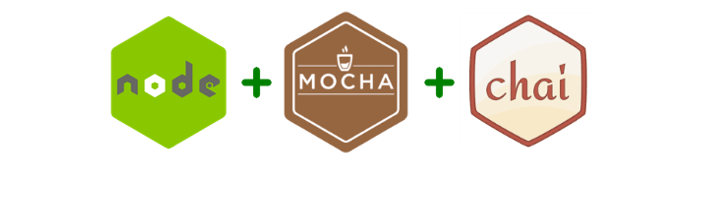 node
+
MOCHA
+
chai